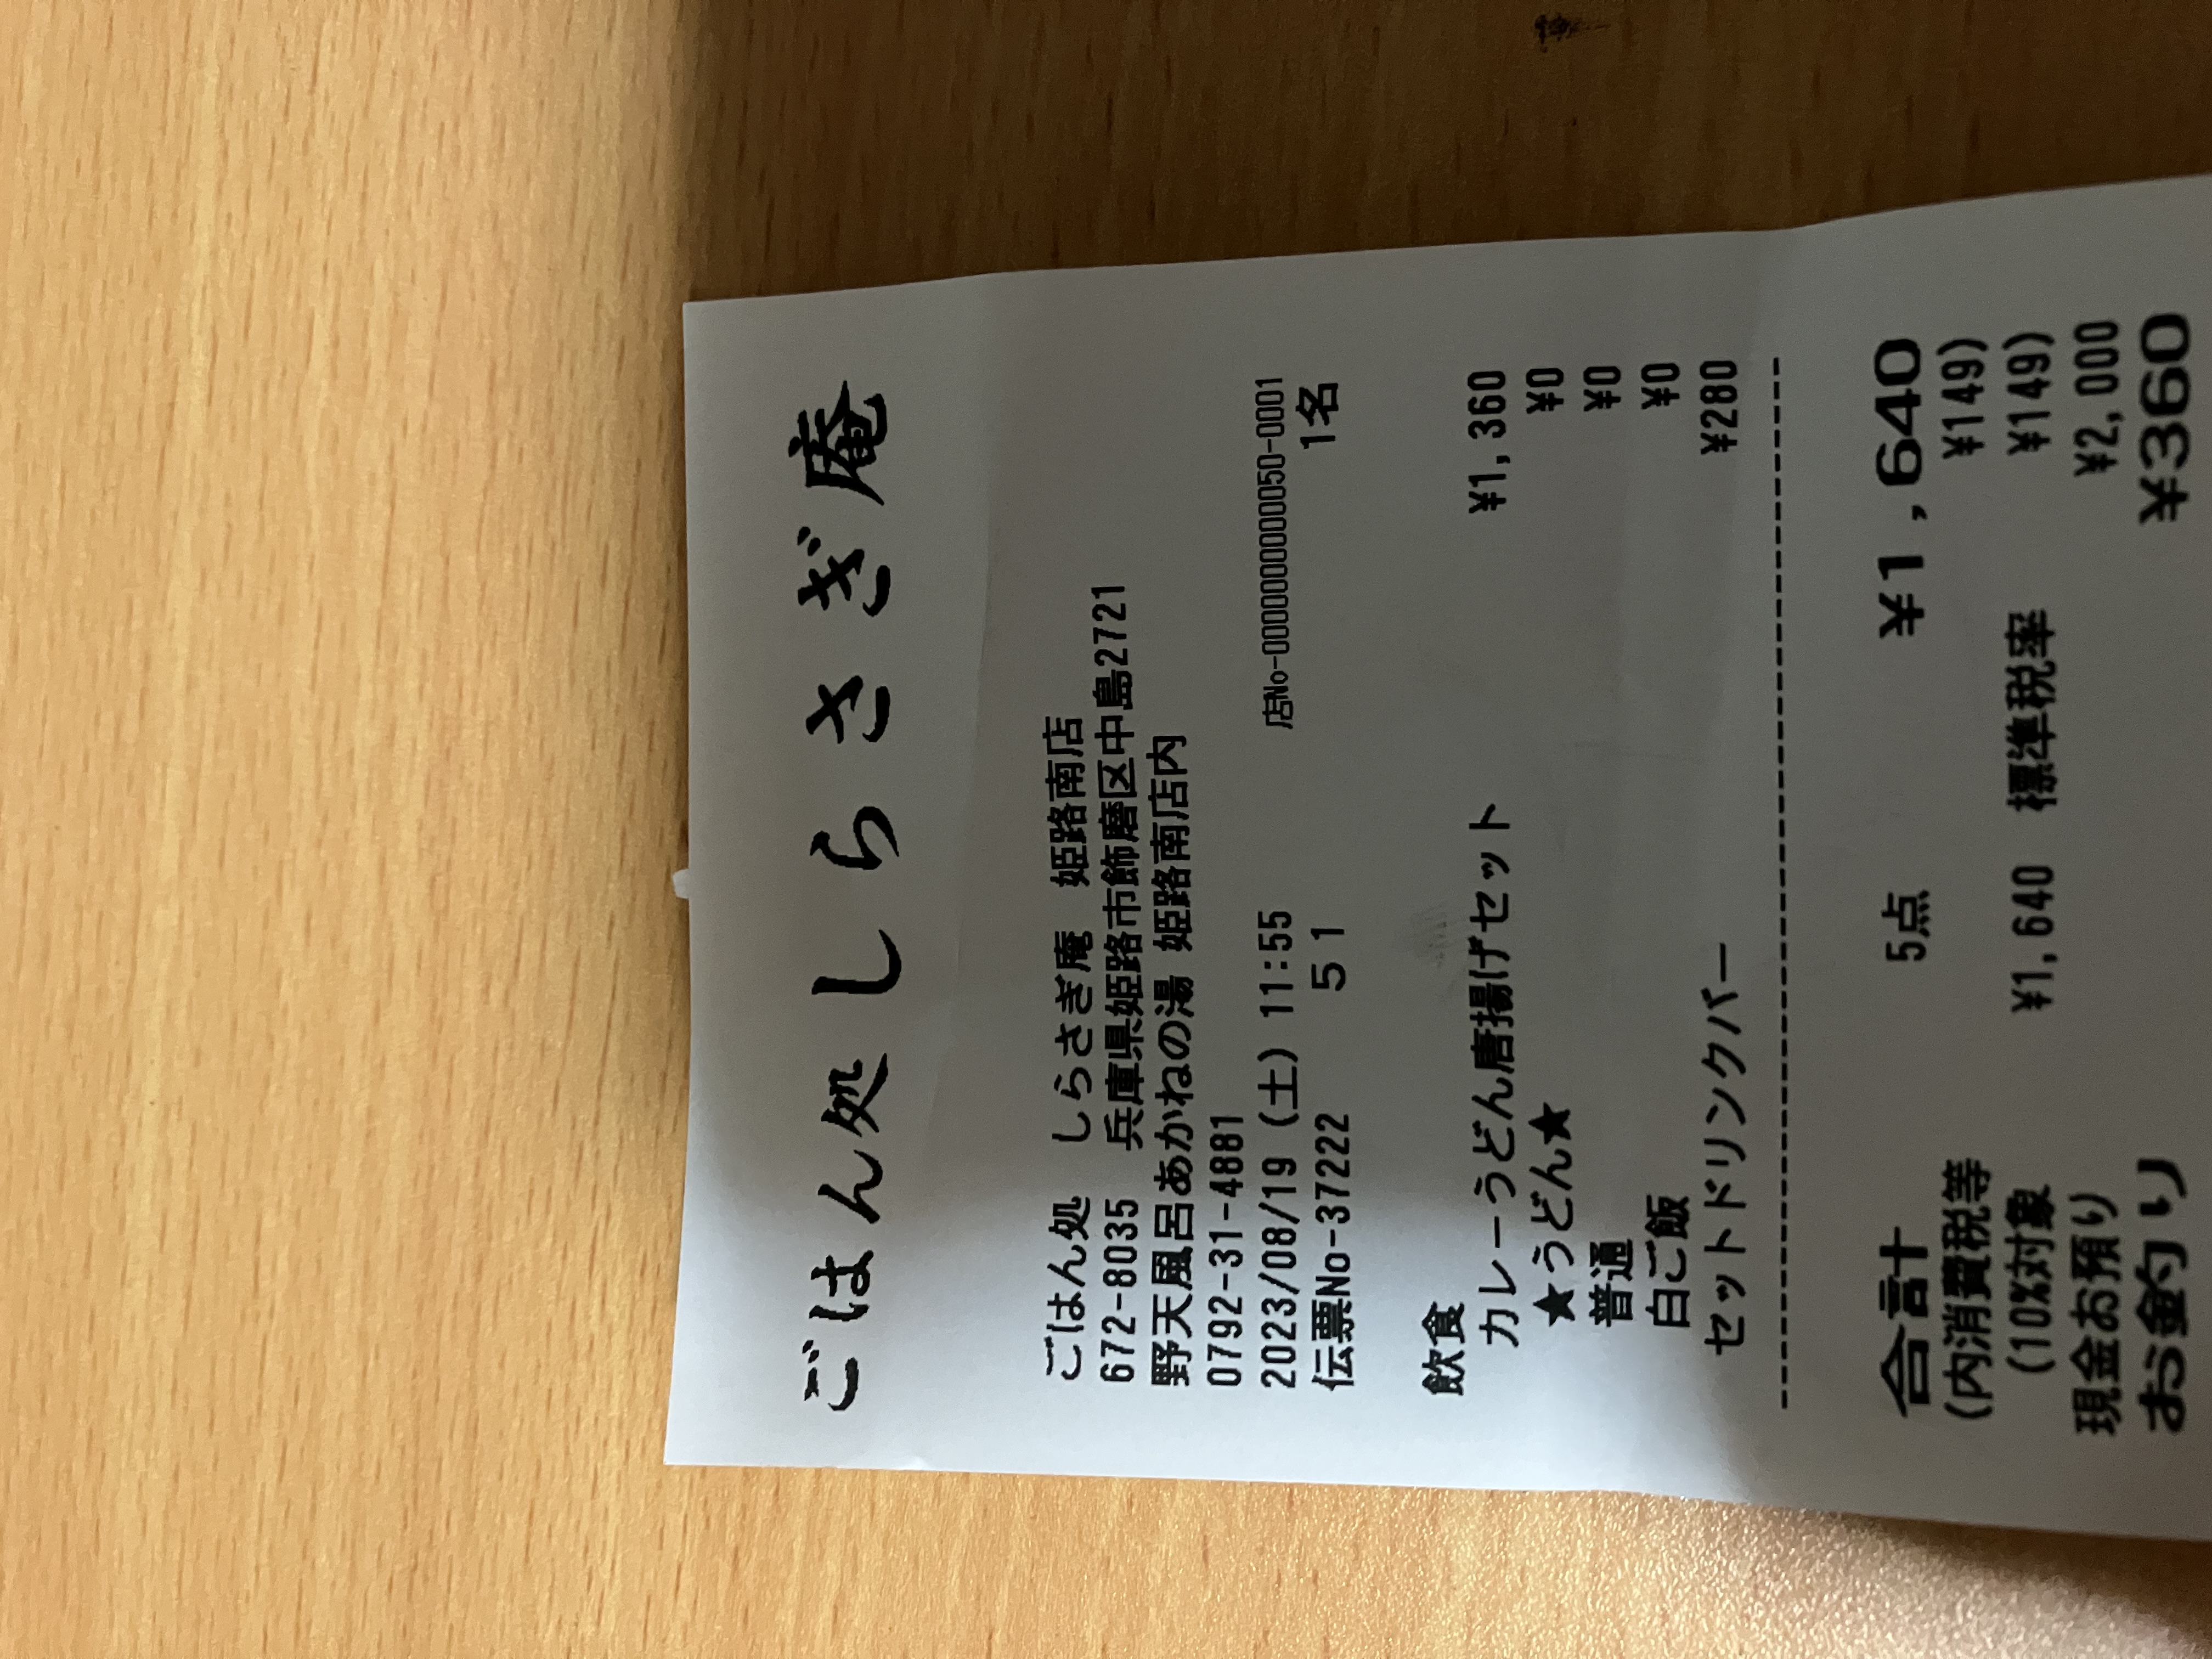 ごはん処 しらさぎ庵
ごはん処 しらさぎ庵 姫路南店
672-8035 兵庫県姫路市飾磨区中島2721
野天風呂あかねの湯 姫路南店内
0792-31-4881
2023/08/19 (土) 11:55 店No-000000000000050-0001
伝票No-37222 51 1名
飲食
カレーうどん唐揚げセット ¥1,360
★うどん★ ¥0
普通 ¥0
白ご飯 ¥0
セットドリンクバー ¥280
合計 5点 ¥1,640
(内消費税等 ¥149)
(10%対象 ¥1,640 標準税率 ¥149)
現金お預り ¥2,000
お釣り ¥360